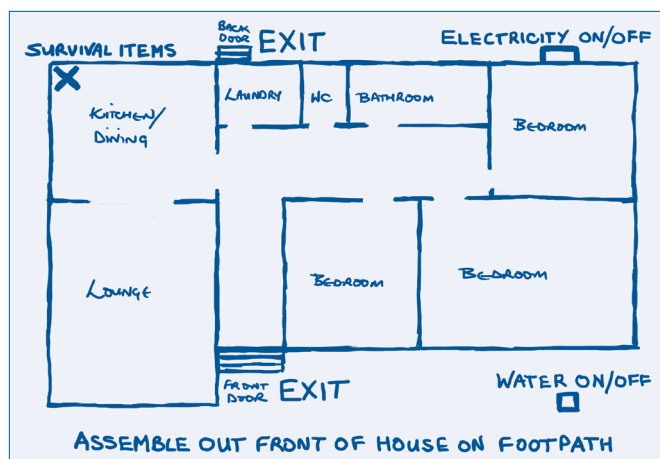 BACK
DOOR
EXIT
SURVIVAL ITEMS
ELECTRICITY ON/OFF
KITCHEN/
DINING
LAUNDRY
WC
BATHROOM
BEDROOM
LOUNGE
BEDROOM
BEDROOM
FRONT
DOOR
EXIT
WATER ON/OFF
ASSEMBLE OUT FRONT OF HOUSE ON FOOTPATH